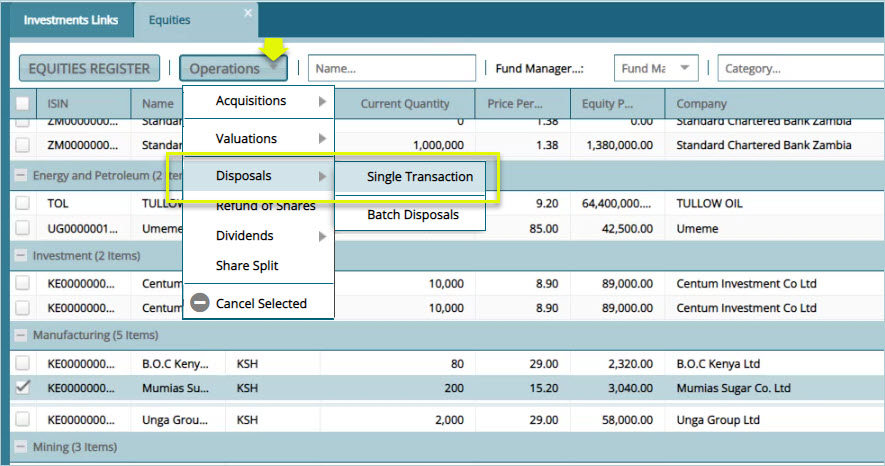 Investments Links Equities
EQUITIES REGISTER Operations Name... Fund Manager...: Fund Ma Category...
ISIN Name Current Quantity Price Per... Equity P... Company
ZM0000000... Standar 0 1.38 0.00 Standard Chartered Bank Zambia
ZM0000000... Standar 1,000,000 1.38 1,380,000.00 Standard Chartered Bank Zambia
Energy and Petroleum (2 Item
TOL TULLOW 9.20 64,400,000.... TULLOW OIL
UG0000001... Umeme 85.00 42,500.00 Umeme
Investment (2 Items)
KE0000000... Centum 10,000 8.90 89,000.00 Centum Investment Co Ltd
KE0000000... Centum 10,000 8.90 89,000.00 Centum Investment Co Ltd
Manufacturing (5 Items)
KE0000000... B.O.C Keny... KSH 80 29.00 2,320.00 B.O.C Kenya Ltd
KE0000000... Mumias Su... KSH 200 15.20 3,040.00 Mumias Sugar Co. Ltd
KE0000000... Unga Grou... KSH 2,000 29.00 58,000.00 Unga Group Ltd
Mining (3 Items)
Acquisitions
Valuations
Disposals
Refund of Shares
Dividends
Share Split
Cancel Selected
Single Transaction
Batch Disposals